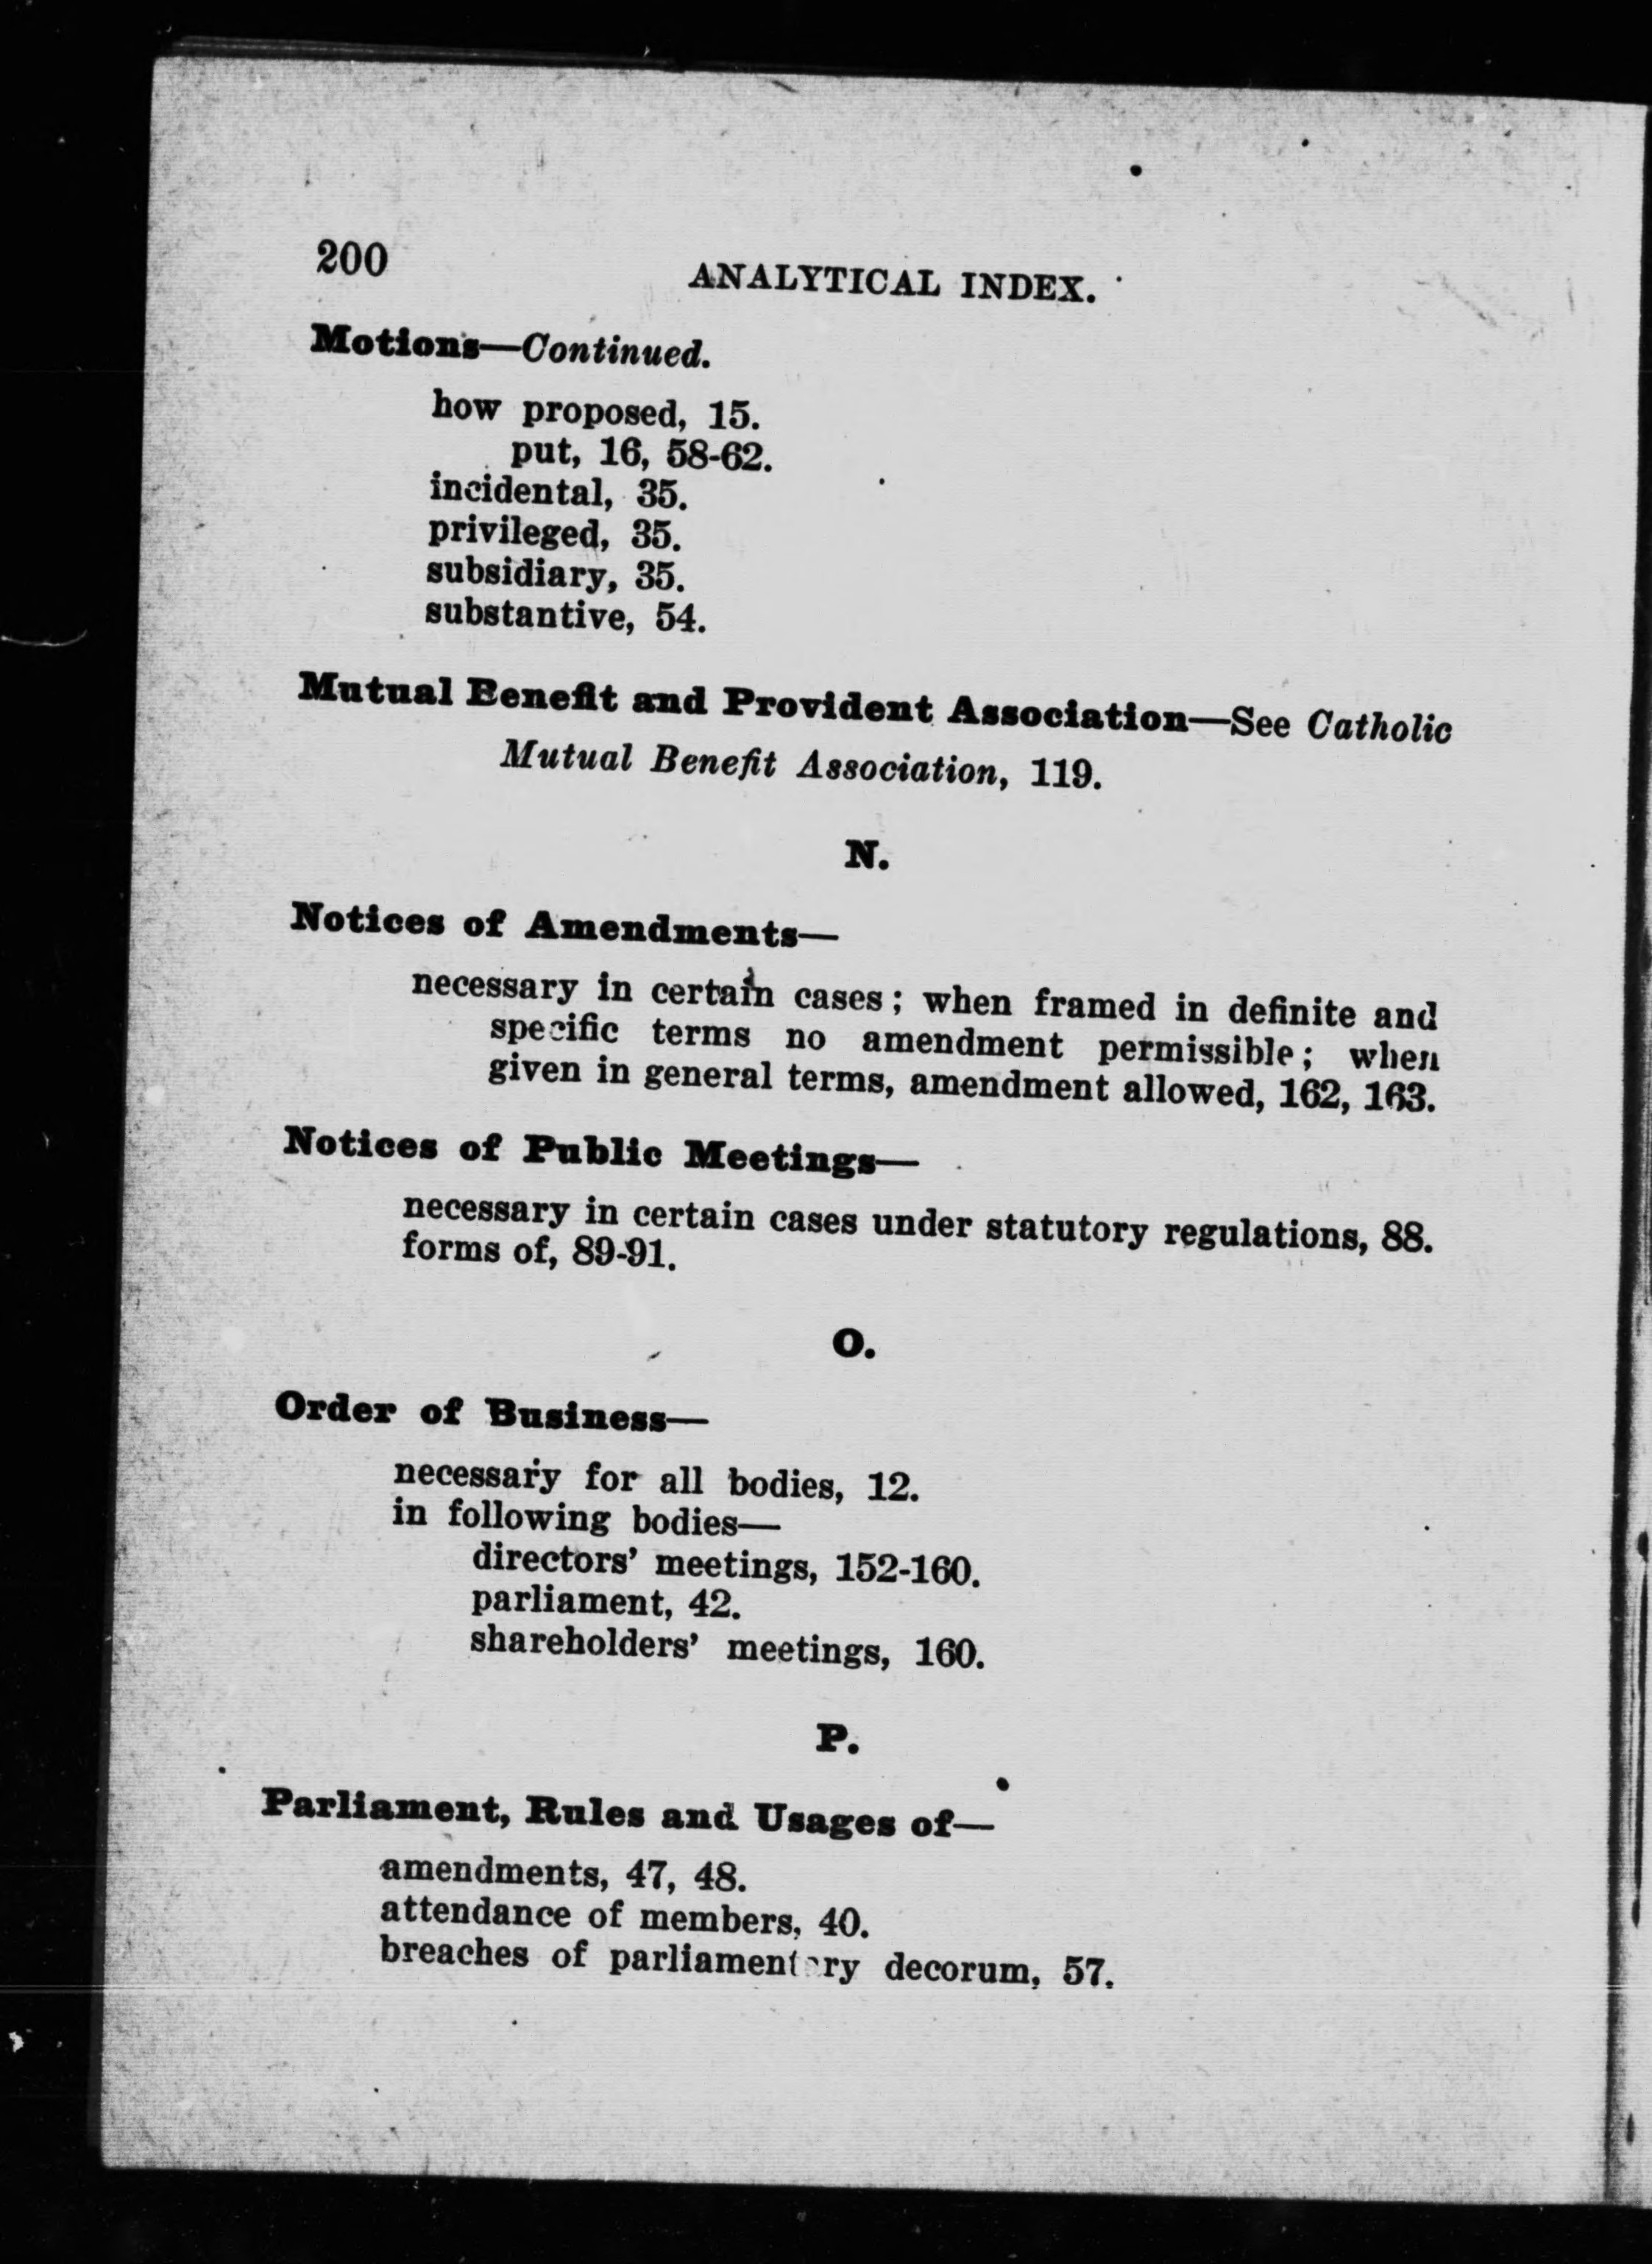 200
ANALYTICAL INDEX.
Motions—Continued.
how proposed, 15.
put, 16, 58-62.
incidental, 35.
privileged, 35.
subsidiary, 35.
substantive, 54.
Mutual Benefit and Provident Association—See Catholic
Mutual Benefit Association, 119.
N.
Notices of Amendments—
necessary in certain cases; when framed in definite and
specific terms no amendment permissible; when
given in general terms, amendment allowed, 162, 163.
Notices of Public Meetings—
necessary in certain cases under statutory regulations, 88.
forms of, 89-91.
O.
Order of Business—
necessary for all bodies, 12.
in following bodies—
directors' meetings, 152-160.
parliament, 42.
shareholders' meetings, 160.
P.
Parliament, Rules and Usages of—
amendments, 47, 48.
attendance of members, 40.
breaches of parliamentary decorum, 57.